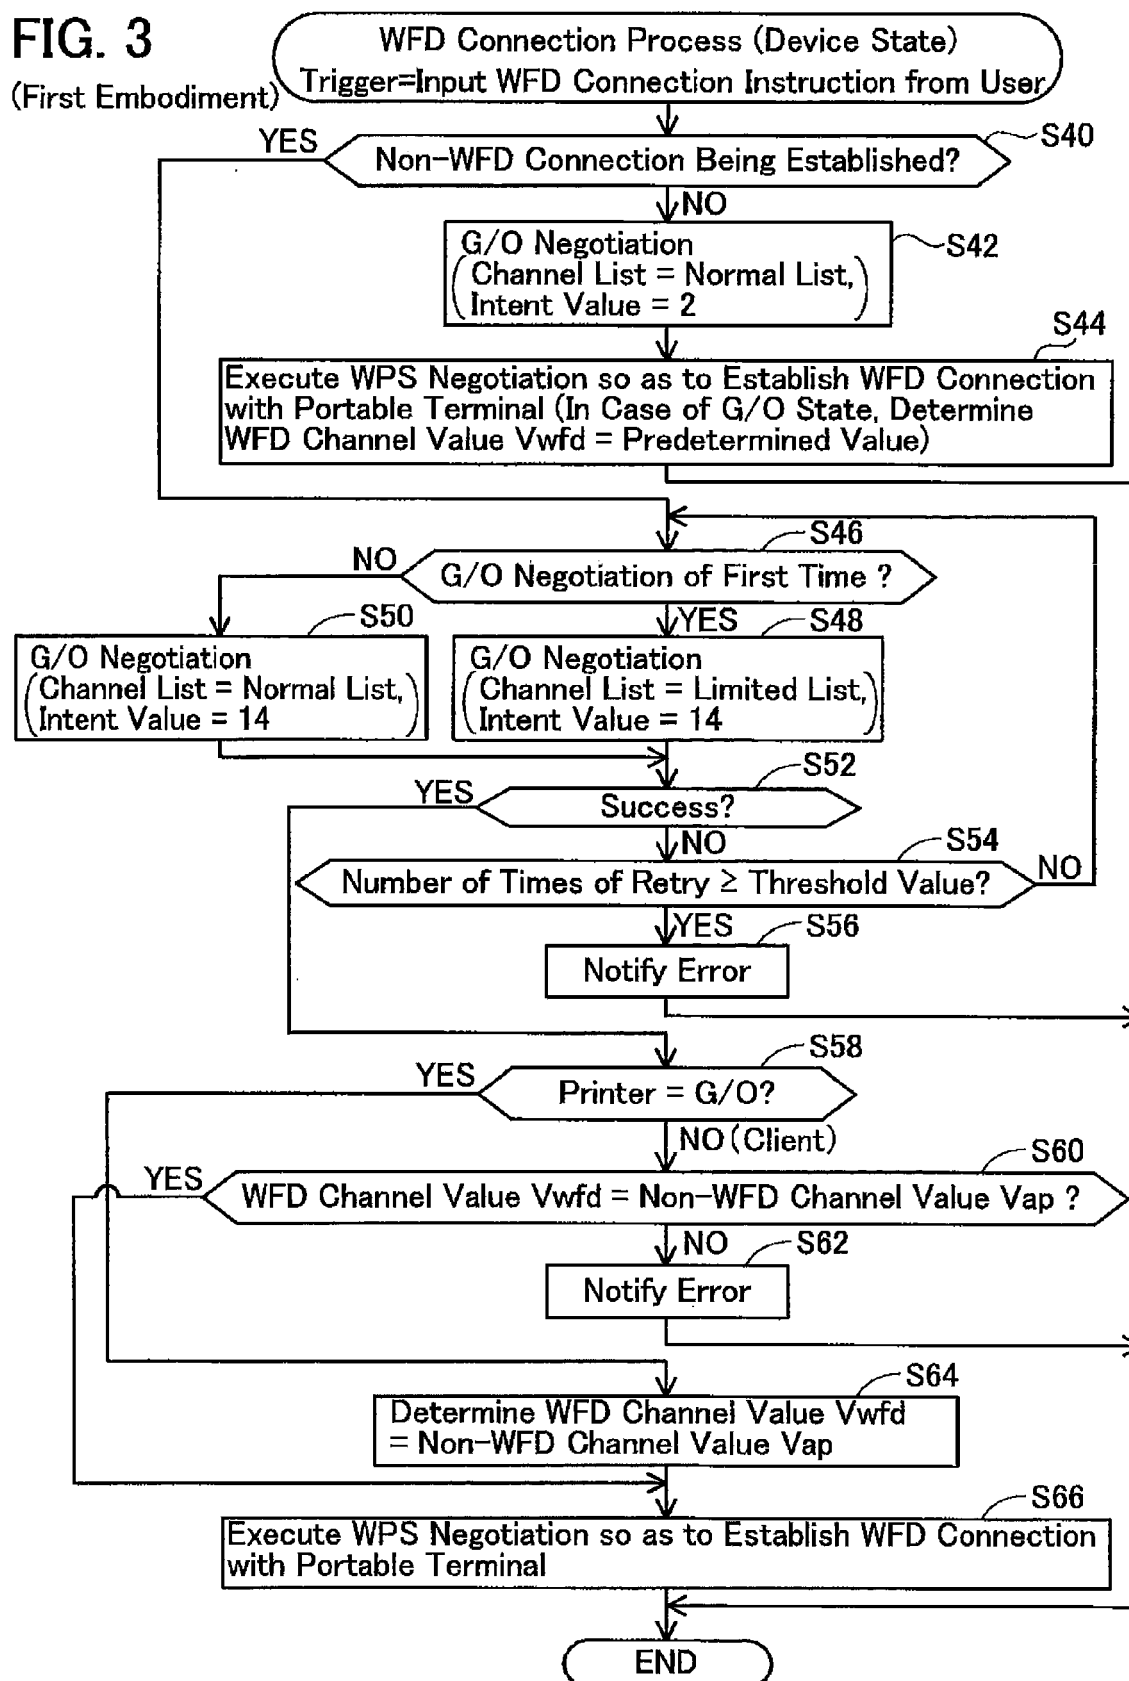 FIG. 3
(First Embodiment)
WFD Connection Process (Device State)
Trigger=Input WFD Connection Instruction from User
S40
YES
Non-WFD Connection Being Established?
NO
S42
G/O Negotiation
(Channel List = Normal List,
Intent Value = 2)
S44
Execute WPS Negotiation so as to Establish WFD Connection
with Portable Terminal (In Case of G/O State, Determine
WFD Channel Value Vwfd = Predetermined Value)
S46
NO
G/O Negotiation of First Time ?
YES
S50
G/O Negotiation
(Channel List = Normal List,
Intent Value = 14)
S48
G/O Negotiation
(Channel List = Limited List,
Intent Value = 14)
S52
YES
Success?
NO
S54
Number of Times of Retry ≥ Threshold Value?
NO
YES
S56
Notify Error
S58
YES
Printer = G/O?
NO(Client)
S60
YES
WFD Channel Value Vwfd = Non-WFD Channel Value Vap ?
NO
S62
Notify Error
S64
Determine WFD Channel Value Vwfd
= Non-WFD Channel Value Vap
S66
Execute WPS Negotiation so as to Establish WFD Connection
with Portable Terminal
END